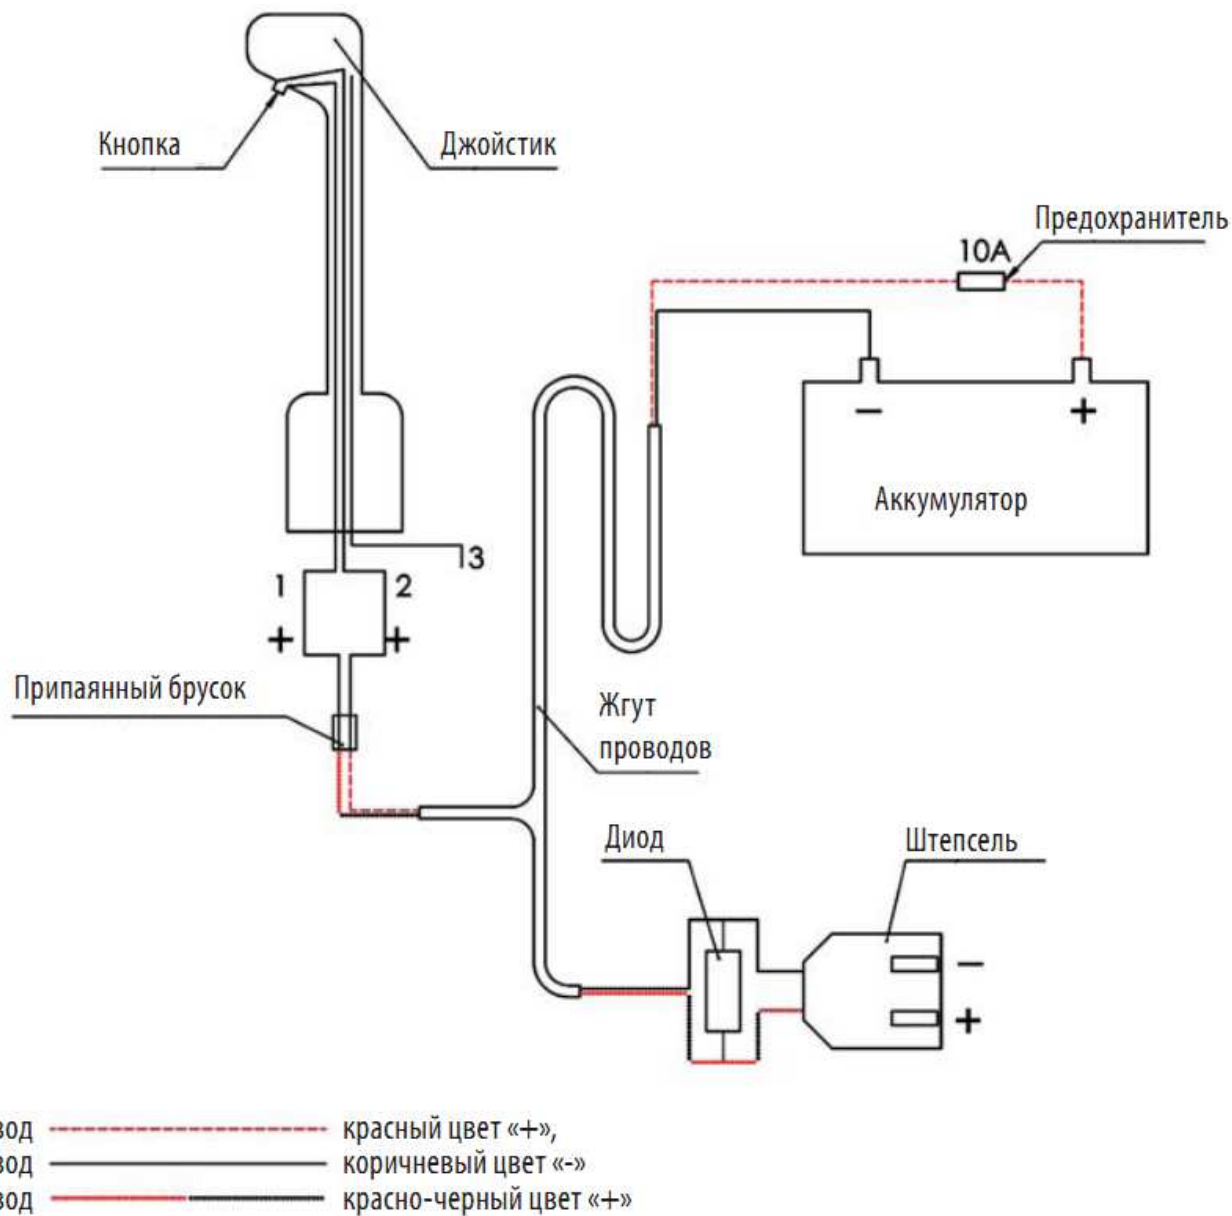 Кнопка
Джойстик
Предохранитель
10А
−
+
Аккумулятор
3
1
2
+
+
Припаянный брусок
Жгут
проводов
Диод
Штепсель
−
+
красный цвет «+»,
коричневый цвет «-»
красно-черный цвет «+»